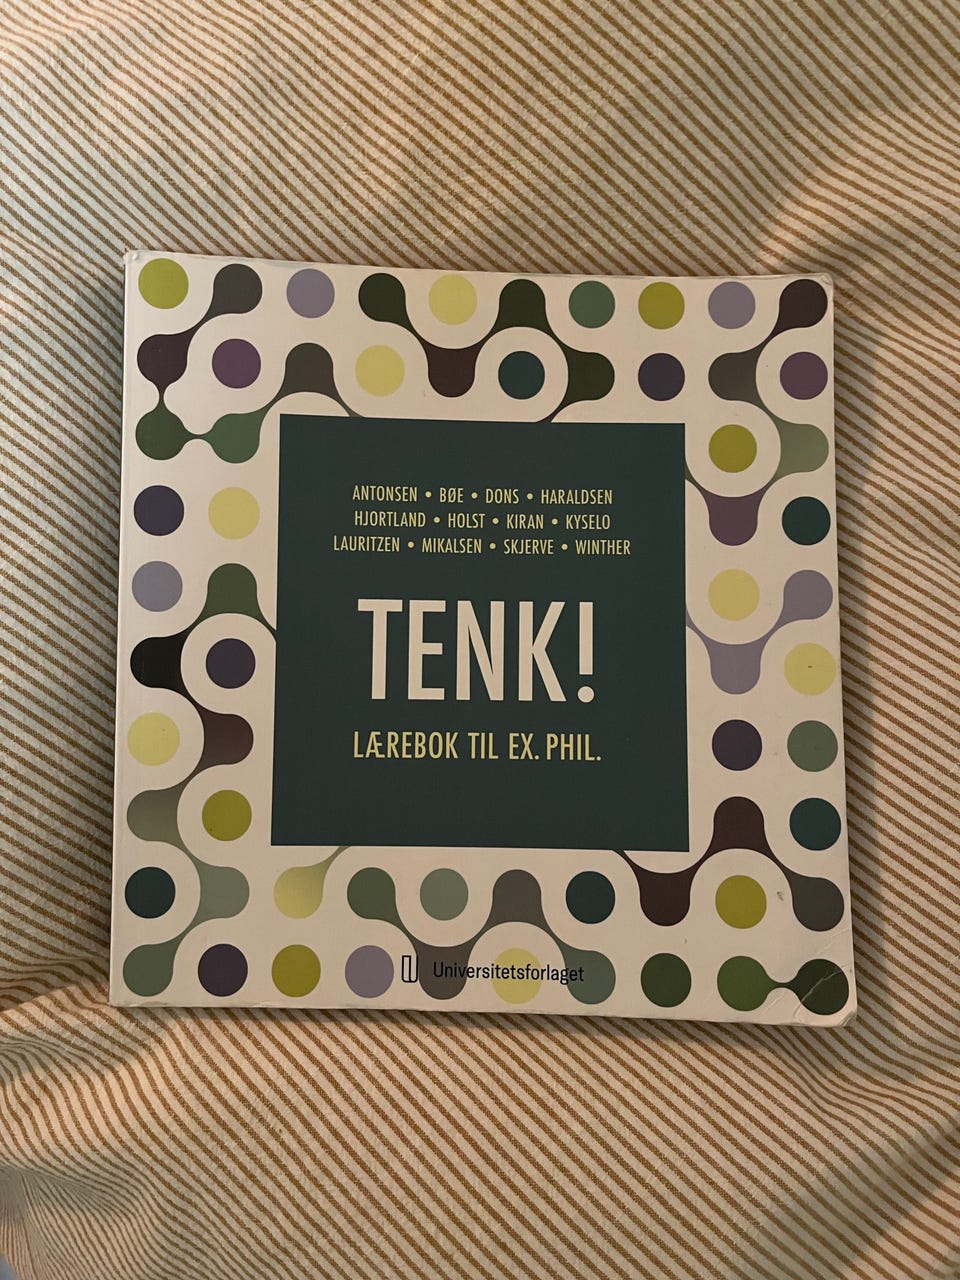 ANTONSEN • BØE • DONS • HARALDSEN
HJORTLAND • HOLST • KIRAN • KYSELO
LAURITZEN • MIKALSEN • SKJERVE • WINTHER
TENK!
LÆREBOK TIL EX. PHIL.
Universitetsforlaget